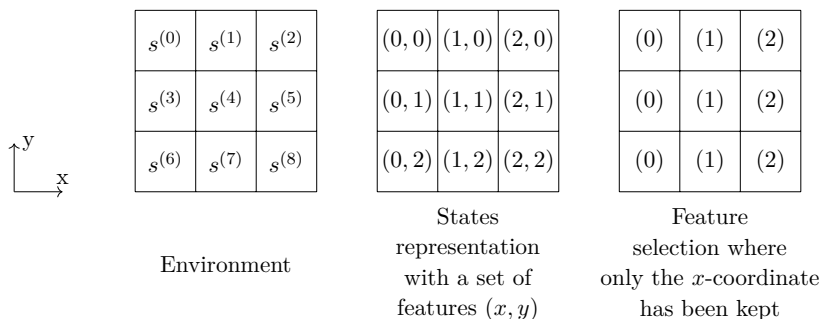 s^(0) s^(1) s^(2)
s^(3) s^(4) s^(5)
s^(6) s^(7) s^(8)
(0, 0) (1, 0) (2, 0)
(0, 1) (1, 1) (2, 1)
(0, 2) (1, 2) (2, 2)
(0) (1) (2)
(0) (1) (2)
(0) (1) (2)
y
x
Environment
States
representation
with a set of
features (x, y)
Feature
selection where
only the x-coordinate
has been kept